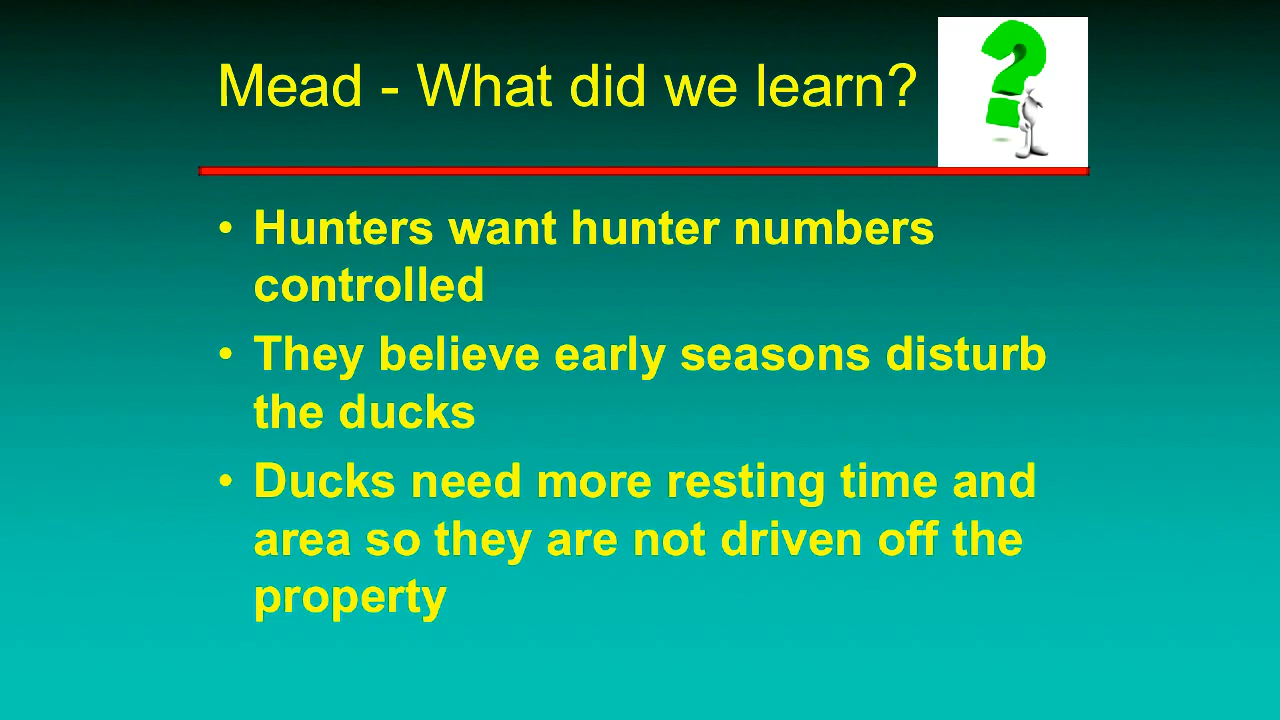 Mead - What did we learn?
• Hunters want hunter numbers
controlled
• They believe early seasons disturb
the ducks
• Ducks need more resting time and
area so they are not driven off the
property